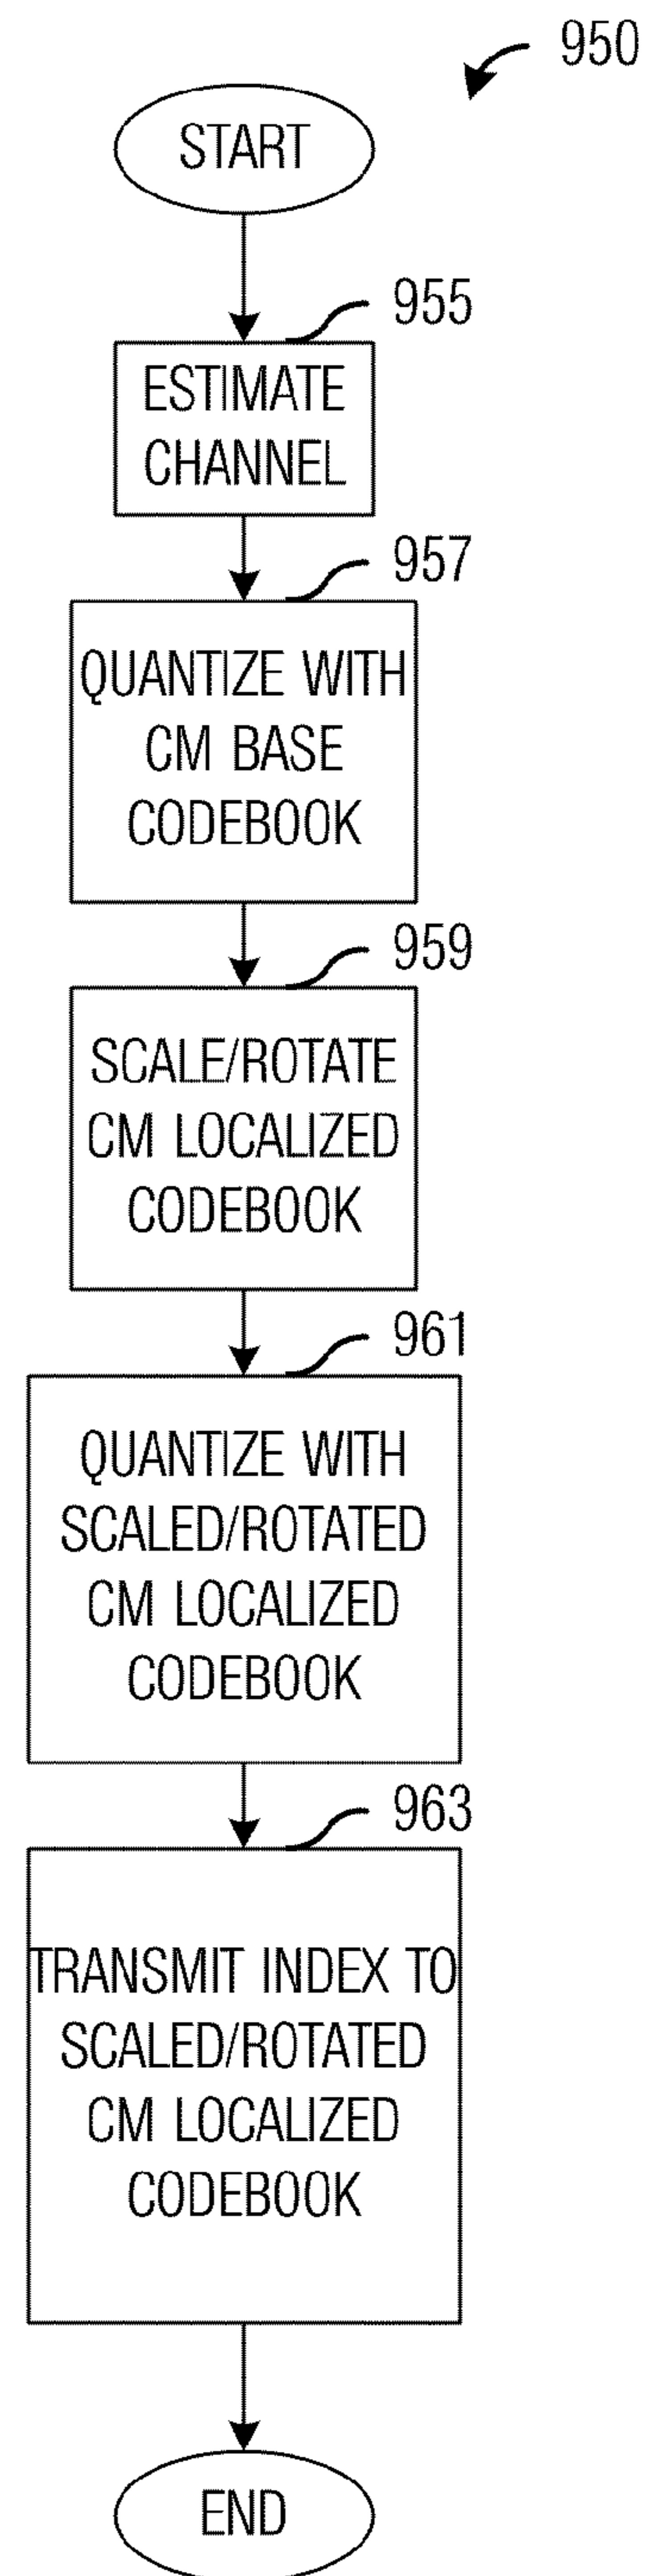 950
START
955
ESTIMATE
CHANNEL
957
QUANTIZE WITH
CM BASE
CODEBOOK
959
SCALE/ROTATE
CM LOCALIZED
CODEBOOK
961
QUANTIZE WITH
SCALED/ROTATED
CM LOCALIZED
CODEBOOK
963
TRANSMIT INDEX TO
SCALED/ROTATED
CM LOCALIZED
CODEBOOK
END